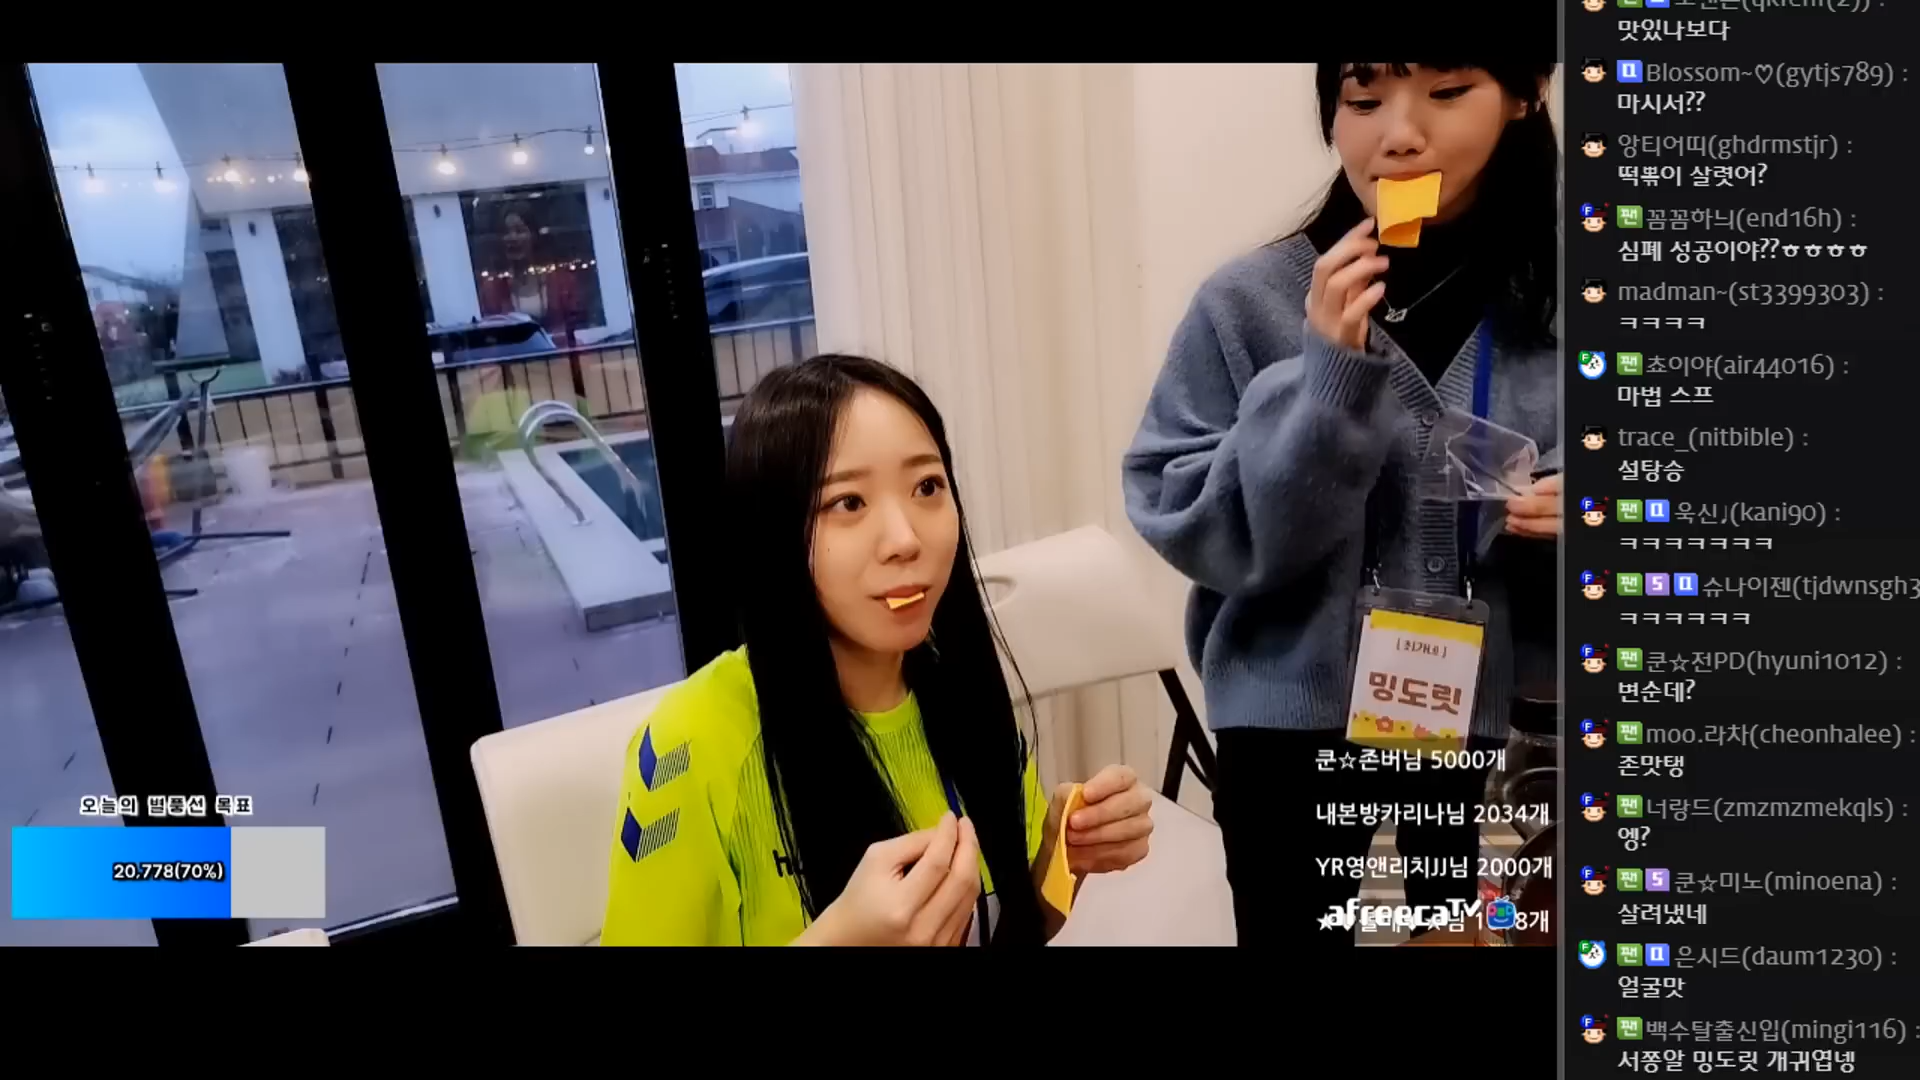 맛있나보다
Blossom~♡(gytjs789) :
마시서??
앙티어띠(ghdrmstjr) :
떡볶이 살렷어?
팬 꼼꼼하늬(end16h) :
심폐 성공이야??ㅎㅎㅎㅎ
madman~(st3399303) :
ㅋㅋㅋㅋ
팬 쵸이야(air44016) :
마법 스프
trace_(nitbible) :
설탕승
팬 욱신♩(kani90) :
ㅋㅋㅋㅋㅋㅋㅋ
팬 S 슈나이젠(tjdwnsgh3
ㅋㅋㅋㅋㅋㅋ
팬 쿤☆전PD(hyuni1012) :
변순데?
팬 moo.라차(cheonhalee) :
존맛탱
팬 너랑드(zmzmzmekqls) :
엥?
팬 S 쿤☆미노(minoena) :
살려냈네
팬 은시드(daum1230) :
얼굴맛
팬 백수탈출신입(mingi116) :
서쫑알 밍도릿 개귀엽넹
밍도릿
쿤☆존버님 5000개
내본방카리나님 2034개
YR영앤리치JJ님 2000개
afreecaTV
오늘의 별풍선 목표
20.778(70%)